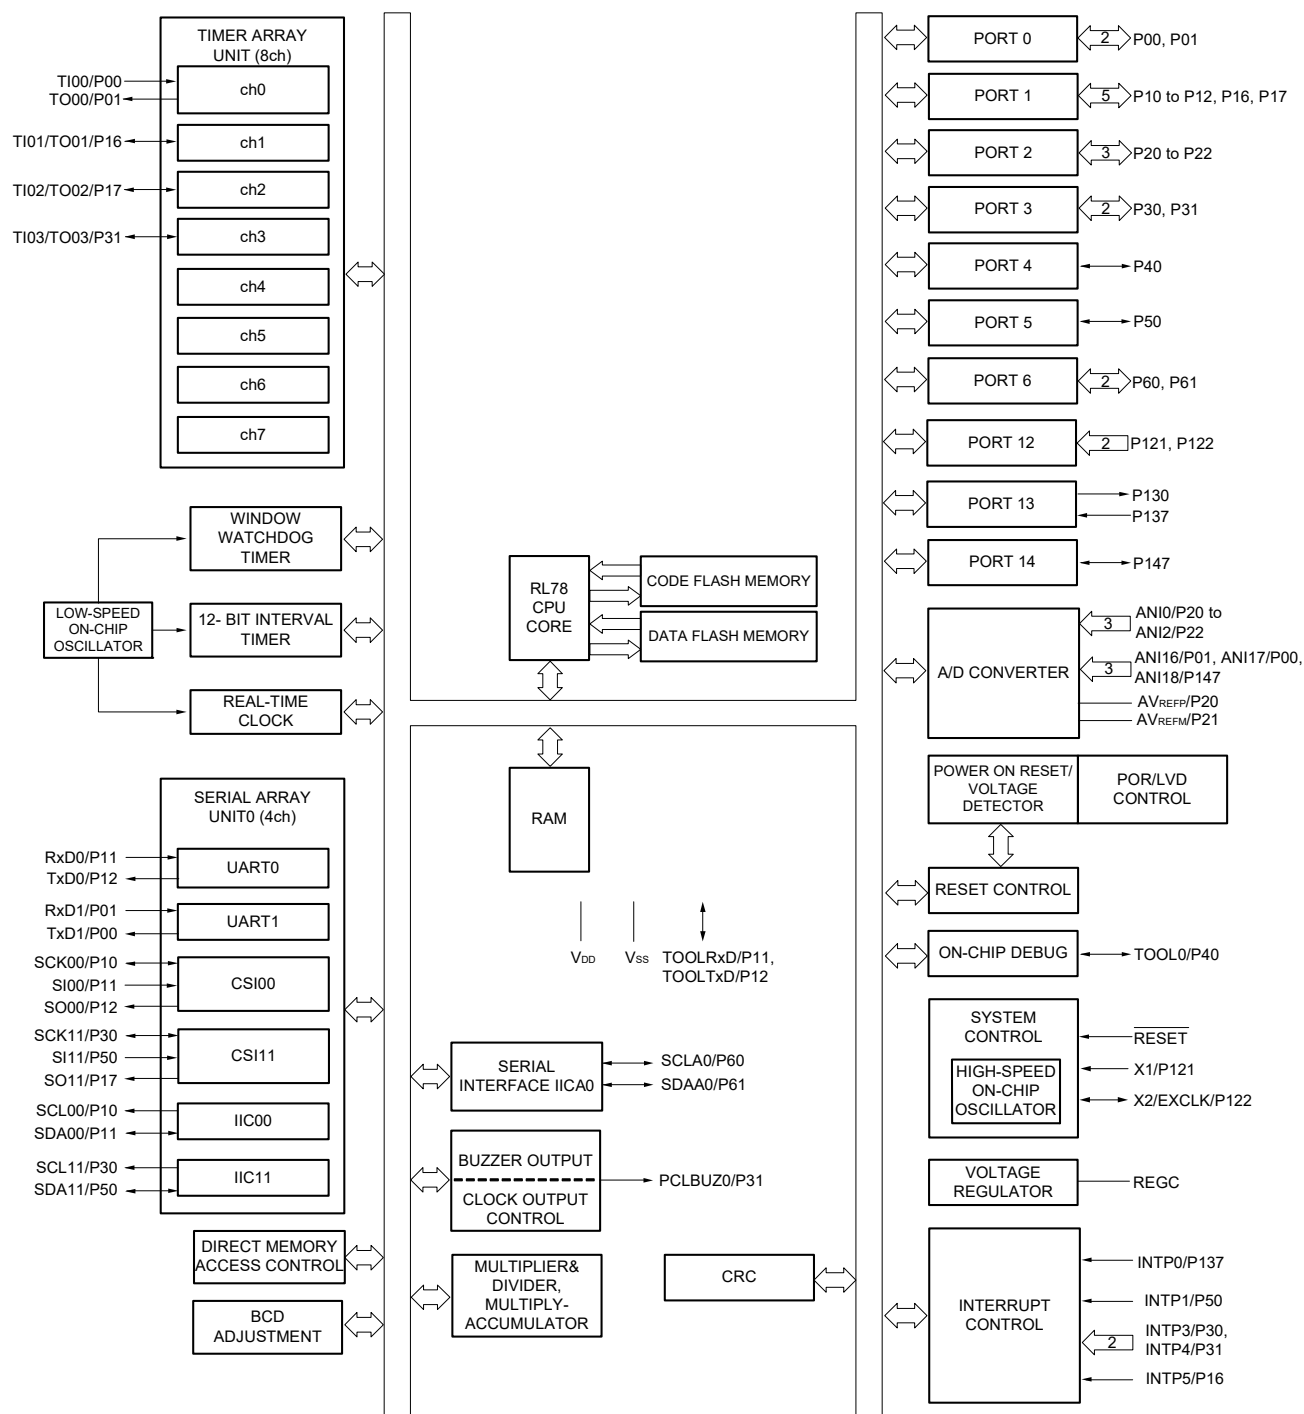 TIMER ARRAY
UNIT (8ch)
TI00/P00
TO00/P01
ch0
TI01/TO01/P16
ch1
TI02/TO02/P17
ch2
TI03/TO03/P31
ch3
ch4
ch5
ch6
ch7
WINDOW
WATCHDOG
TIMER
LOW-SPEED
ON-CHIP
OSCILLATOR
12- BIT INTERVAL
TIMER
REAL-TIME
CLOCK
SERIAL ARRAY
UNIT0 (4ch)
RxD0/P11
TxD0/P12
UART0
RxD1/P01
TxD1/P00
UART1
SCK00/P10
SI00/P11
SO00/P12
CSI00
SCK11/P30
SI11/P50
SO11/P17
CSI11
SCL00/P10
SDA00/P11
IIC00
SCL11/P30
SDA11/P50
IIC11
DIRECT MEMORY
ACCESS CONTROL
BCD
ADJUSTMENT
RL78
CPU
CORE
CODE FLASH MEMORY
DATA FLASH MEMORY
RAM
VDD
VSS
TOOLRxD/P11,
TOOLTxD/P12
SERIAL
INTERFACE IICA0
SCLA0/P60
SDAA0/P61
BUZZER OUTPUT
CLOCK OUTPUT
CONTROL
PCLBUZ0/P31
MULTIPLIER&
DIVIDER,
MULTIPLY-
ACCUMULATOR
CRC
PORT 0
2
P00, P01
PORT 1
5
P10 to P12, P16, P17
PORT 2
3
P20 to P22
PORT 3
2
P30, P31
PORT 4
P40
PORT 5
P50
PORT 6
2
P60, P61
PORT 12
2
P121, P122
PORT 13
P130
P137
PORT 14
P147
A/D CONVERTER
3
ANI0/P20 to
ANI2/P22
3
ANI16/P01, ANI17/P00,
ANI18/P147
AVREFP/P20
AVREFM/P21
POWER ON RESET/
VOLTAGE
DETECTOR
POR/LVD
CONTROL
RESET CONTROL
ON-CHIP DEBUG
TOOL0/P40
SYSTEM
CONTROL
HIGH-SPEED
ON-CHIP
OSCILLATOR
RESET
X1/P121
X2/EXCLK/P122
VOLTAGE
REGULATOR
REGC
INTERRUPT
CONTROL
INTP0/P137
INTP1/P50
2
INTP3/P30,
INTP4/P31
INTP5/P16